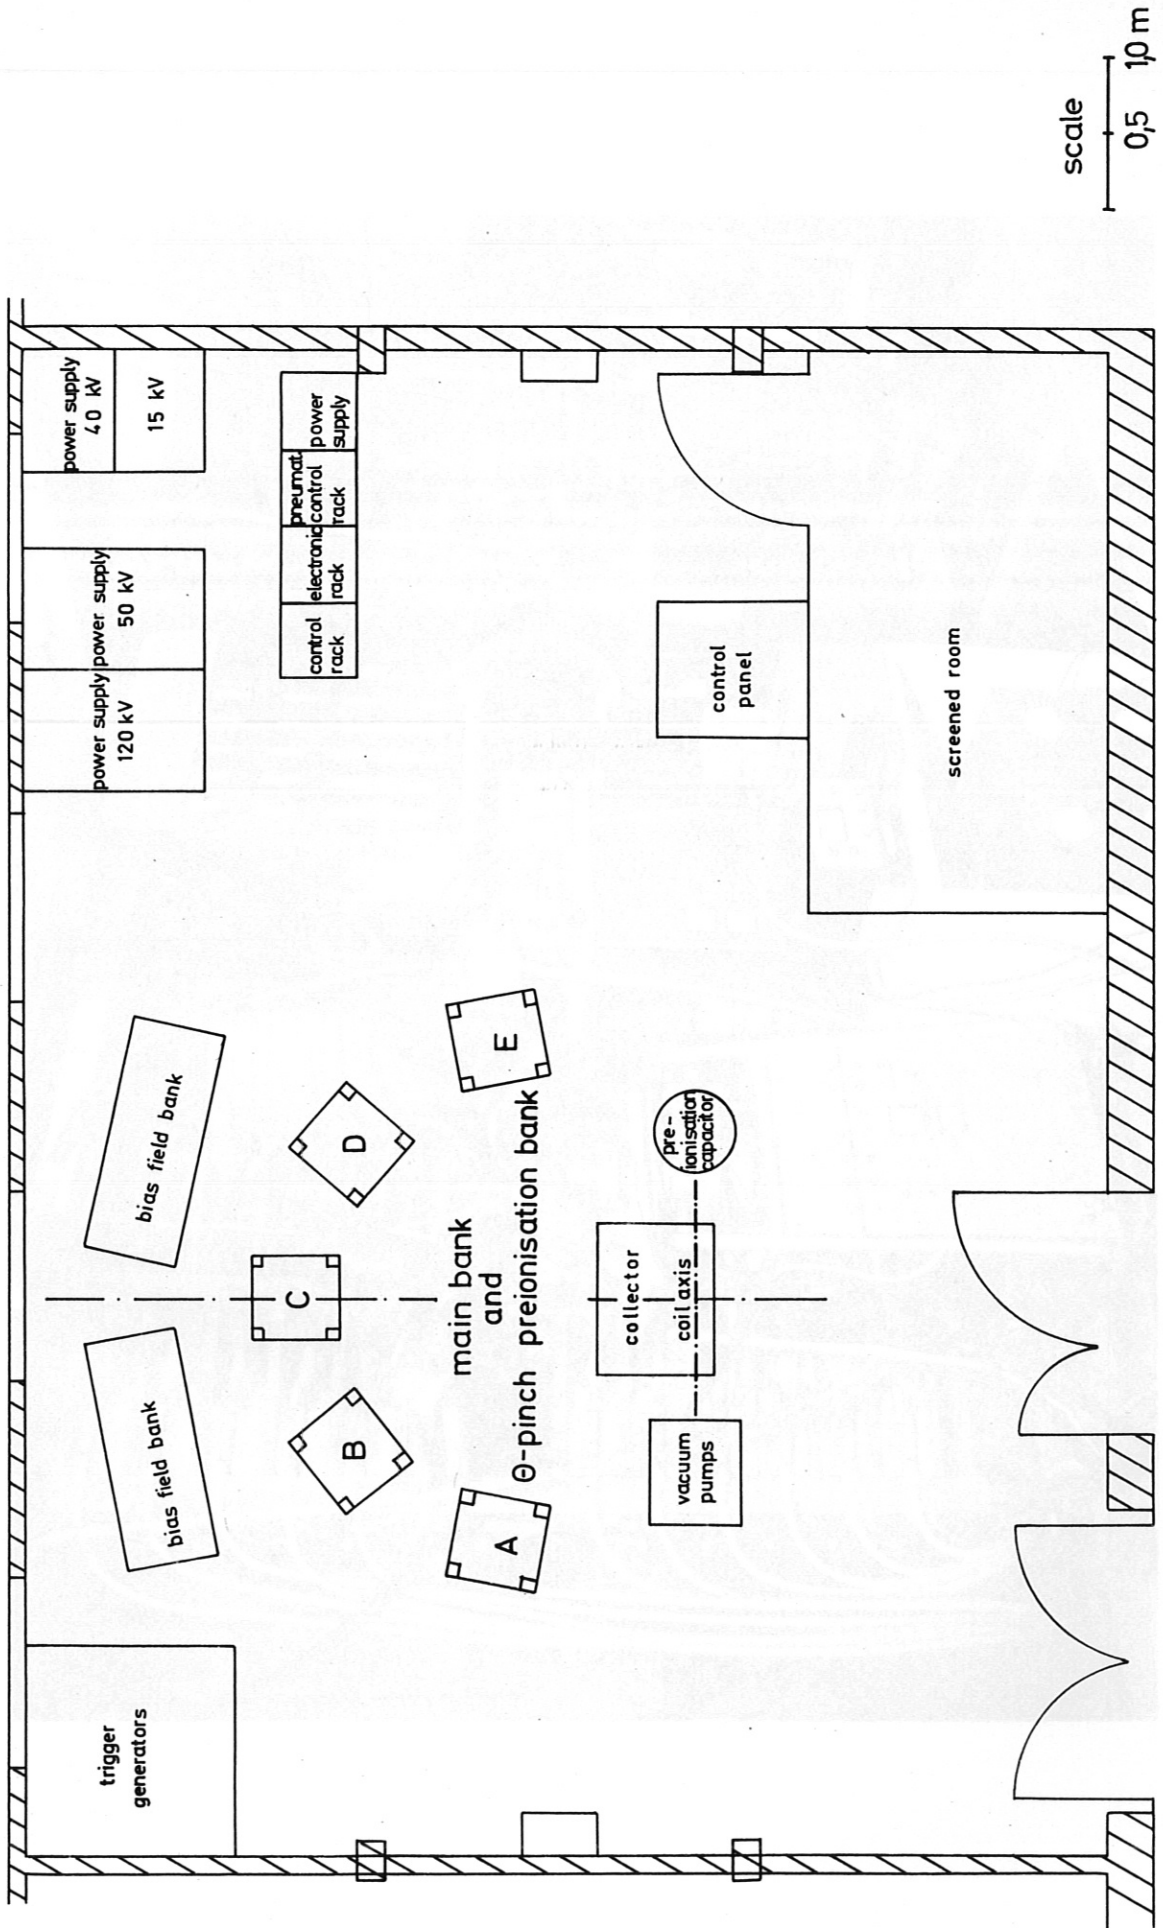 trigger
generators
bias field bank
bias field bank
power supply
120 kV
power supply
50 kV
power supply
40 kV
15 kV
A
B
C
D
E
control
rack
electronic
rack
pneumat.
control
rack
power
supply
main bank
and
Θ-pinch preionisation bank
collector
coil axis
vacuum
pumps
pre-
ionisation
capacitor
control
panel
screened room
scale
0,5 1,0 m